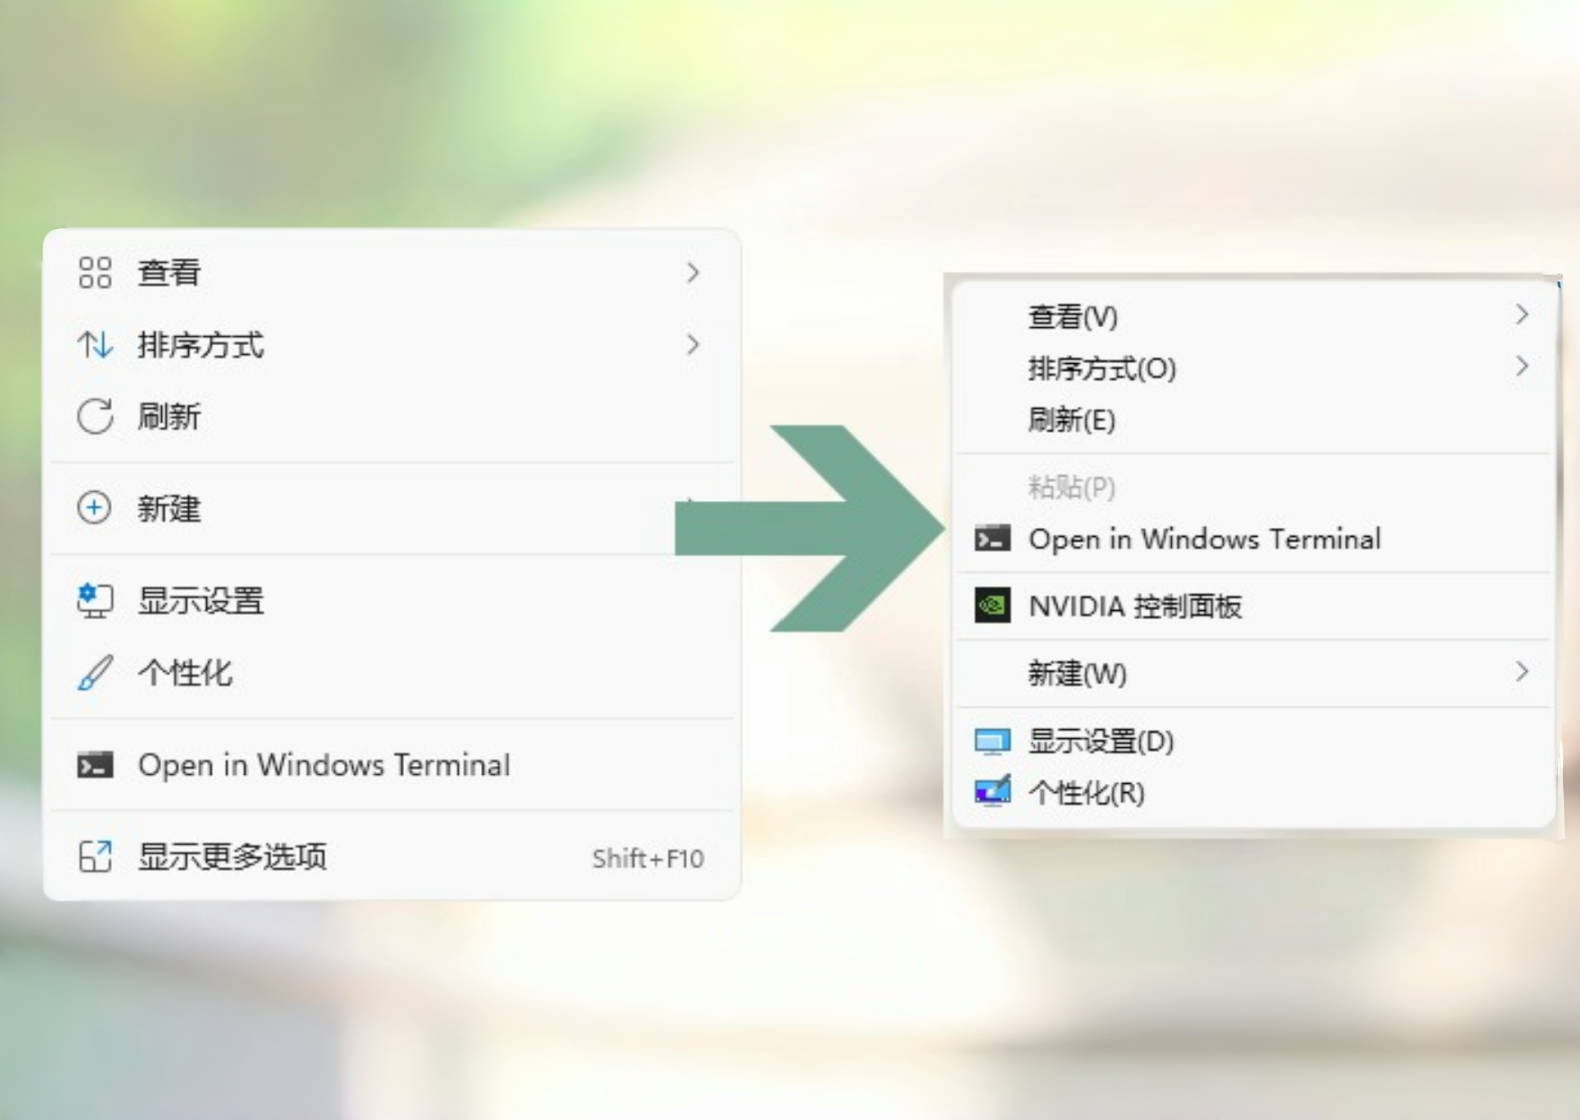 查看
排序方式
刷新
新建
显示设置
个性化
Open in Windows Terminal
显示更多选项 Shift+F10
查看(V)
排序方式(O)
刷新(E)
粘贴(P)
Open in Windows Terminal
NVIDIA 控制面板
新建(W)
显示设置(D)
个性化(R)